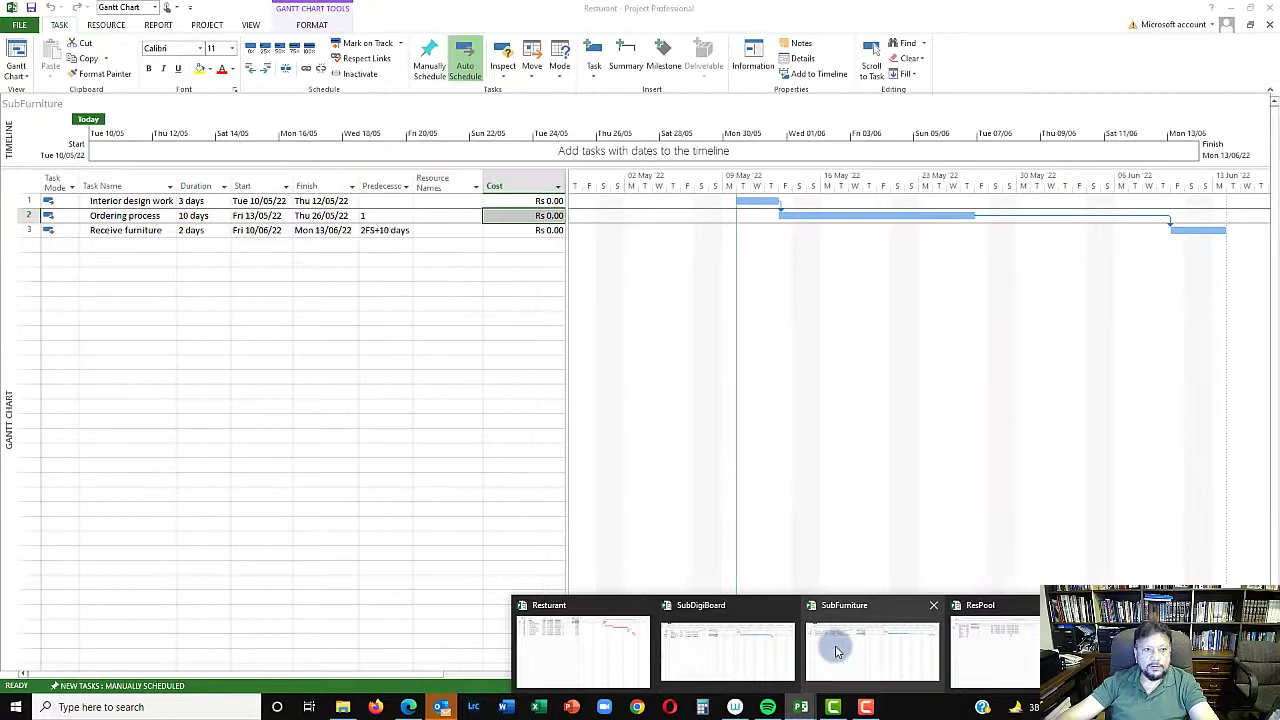 Gantt Chart
GANTT CHART TOOLS
Resturant - Project Professional
FILE TASK RESOURCE REPORT PROJECT VIEW FORMAT
Microsoft account
Cut
Format Painter
Paste
Gantt Chart
Calibri 11
B I U A
Mark on Track
Respect Links
Inactivate
Manually Schedule
Auto Schedule
Inspect Move Mode
Task Summary Milestone Deliverable
Information
Notes
Details
Add to Timeline
Scroll to Task
Find
Clear
Fill
Clipboard Font Schedule Tasks Insert Properties Editing
SubFurniture
TIMELINE
Today
Tue 10/05 Thu 12/05 Sat 14/05 Mon 16/05 Wed 18/05 Fri 20/05 Sun 22/05 Tue 24/05 Thu 26/05 Sat 28/05 Mon 30/05 Wed 01/06 Fri 03/06 Sun 05/06 Tue 07/06 Thu 09/06 Sat 11/06 Mon 13/06
Start
Tue 10/05/22
Add tasks with dates to the timeline
Finish
Mon 13/06/22
Task Mode Task Name Duration Start Finish Predecesso Resource Names Cost
02 May '22 09 May '22 16 May '22 23 May '22 30 May '22 06 Jun '22 13 Jun '22
T F S S M T W T F S S M T W T F S S M T W T F S S M T W T F S S M T W T F S S M T W T F S S M T W T
1 Interior design work 3 days Tue 10/05/22 Thu 12/05/22 Rs 0.00
2 Ordering process 10 days Fri 13/05/22 Thu 26/05/22 1 Rs 0.00
3 Receive furniture 2 days Fri 10/06/22 Mon 13/06/22 2FS+10 days Rs 0.00
GANTT CHART
Resturant SubDigiBoard SubFurniture ResPool
READY NEW TASKS : MANUALLY SCHEDULED
Type here to search
38